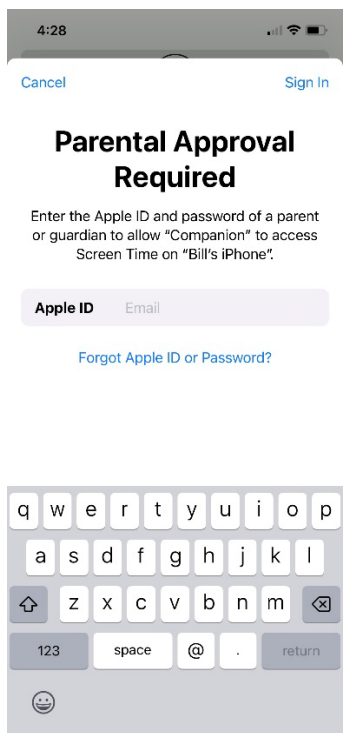 4:28
Cancel Sign In
Parental Approval
Required
Enter the Apple ID and password of a parent
or guardian to allow “Companion” to access
Screen Time on “Bill’s iPhone”.
Apple ID Email
Forgot Apple ID or Password?
q w e r t y u i o p
a s d f g h j k l
z x c v b n m
123 space @ . return